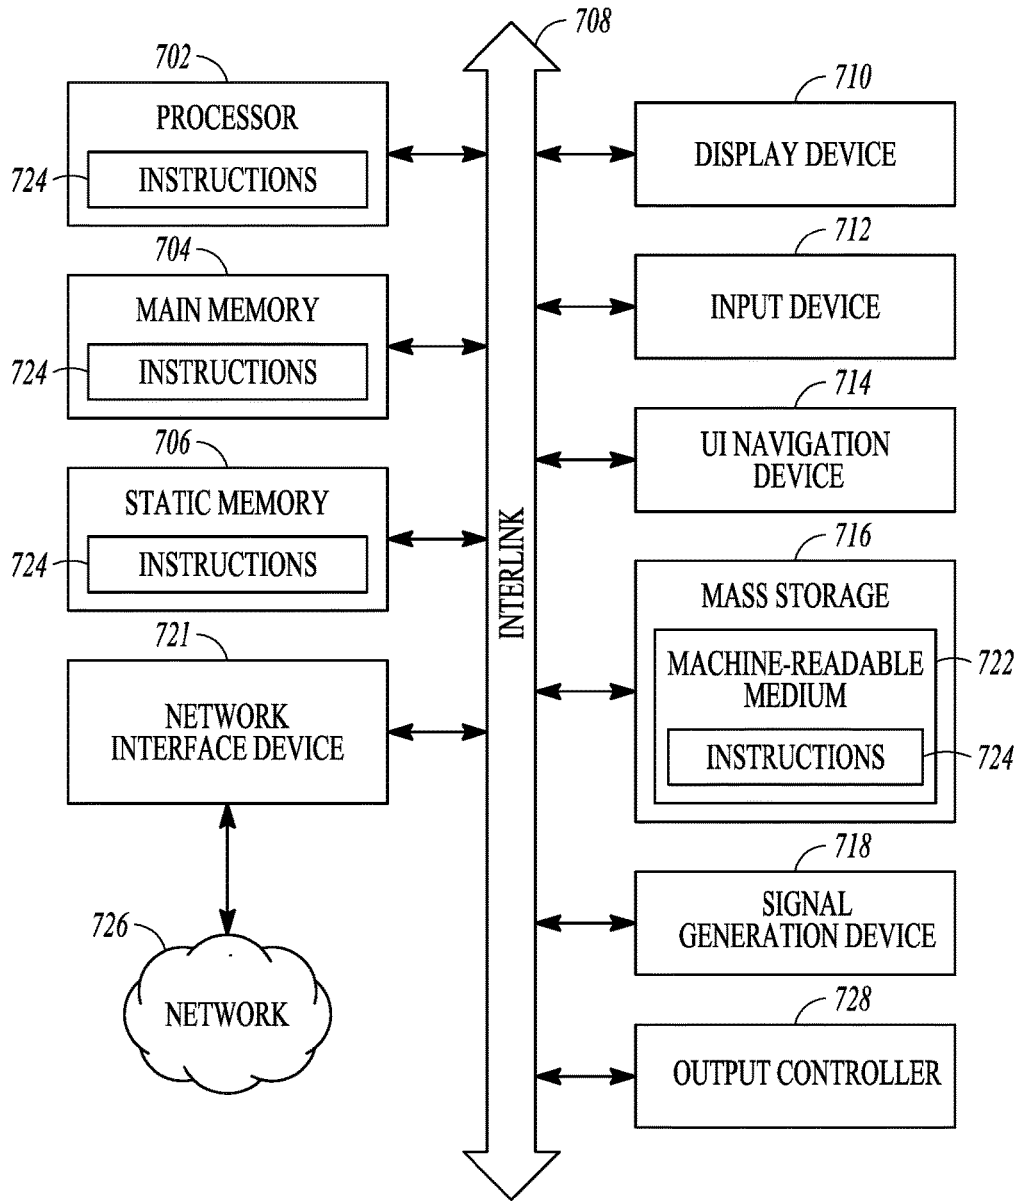 708
702
PROCESSOR
724
INSTRUCTIONS
704
MAIN MEMORY
724
INSTRUCTIONS
706
STATIC MEMORY
724
INSTRUCTIONS
721
NETWORK
INTERFACE DEVICE
726
NETWORK
INTERLINK
710
DISPLAY DEVICE
712
INPUT DEVICE
714
UI NAVIGATION
DEVICE
716
MASS STORAGE
MACHINE-READABLE
MEDIUM
722
INSTRUCTIONS
724
718
SIGNAL
GENERATION DEVICE
728
OUTPUT CONTROLLER